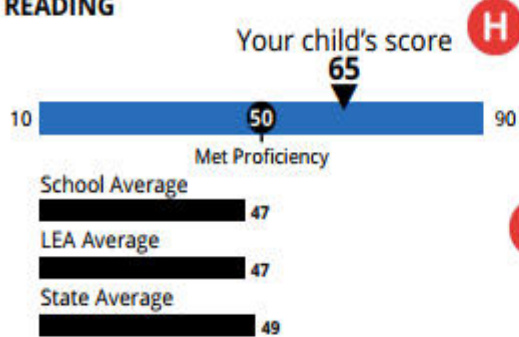 READING
Your child's score
H
65
10
50
90
Met Proficiency
School Average
47
LEA Average
47
State Average
49